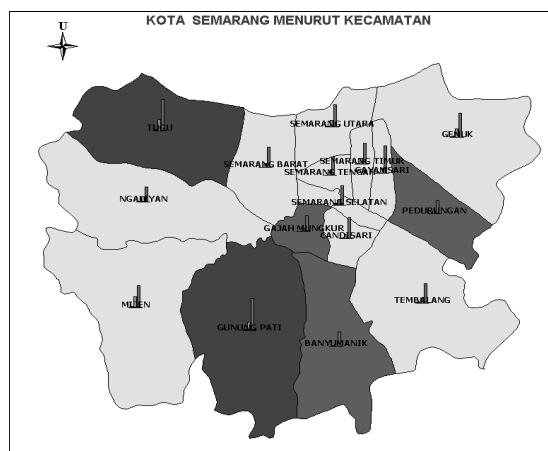 KOTA SEMARANG MENURUT KECAMATAN
U
TUGU
SEMARANG UTARA
GENUK
SEMARANG BARAT
SEMARANG TIMUR
SEMARANG TENGAH
GAYAMSARI
NGALIYAN
SEMARANG SELATAN
PEDURUNGAN
GAJAH MUNGKUR
CANDISARI
MIJEN
TEMBALANG
GUNUNG PATI
BANYUMANIK